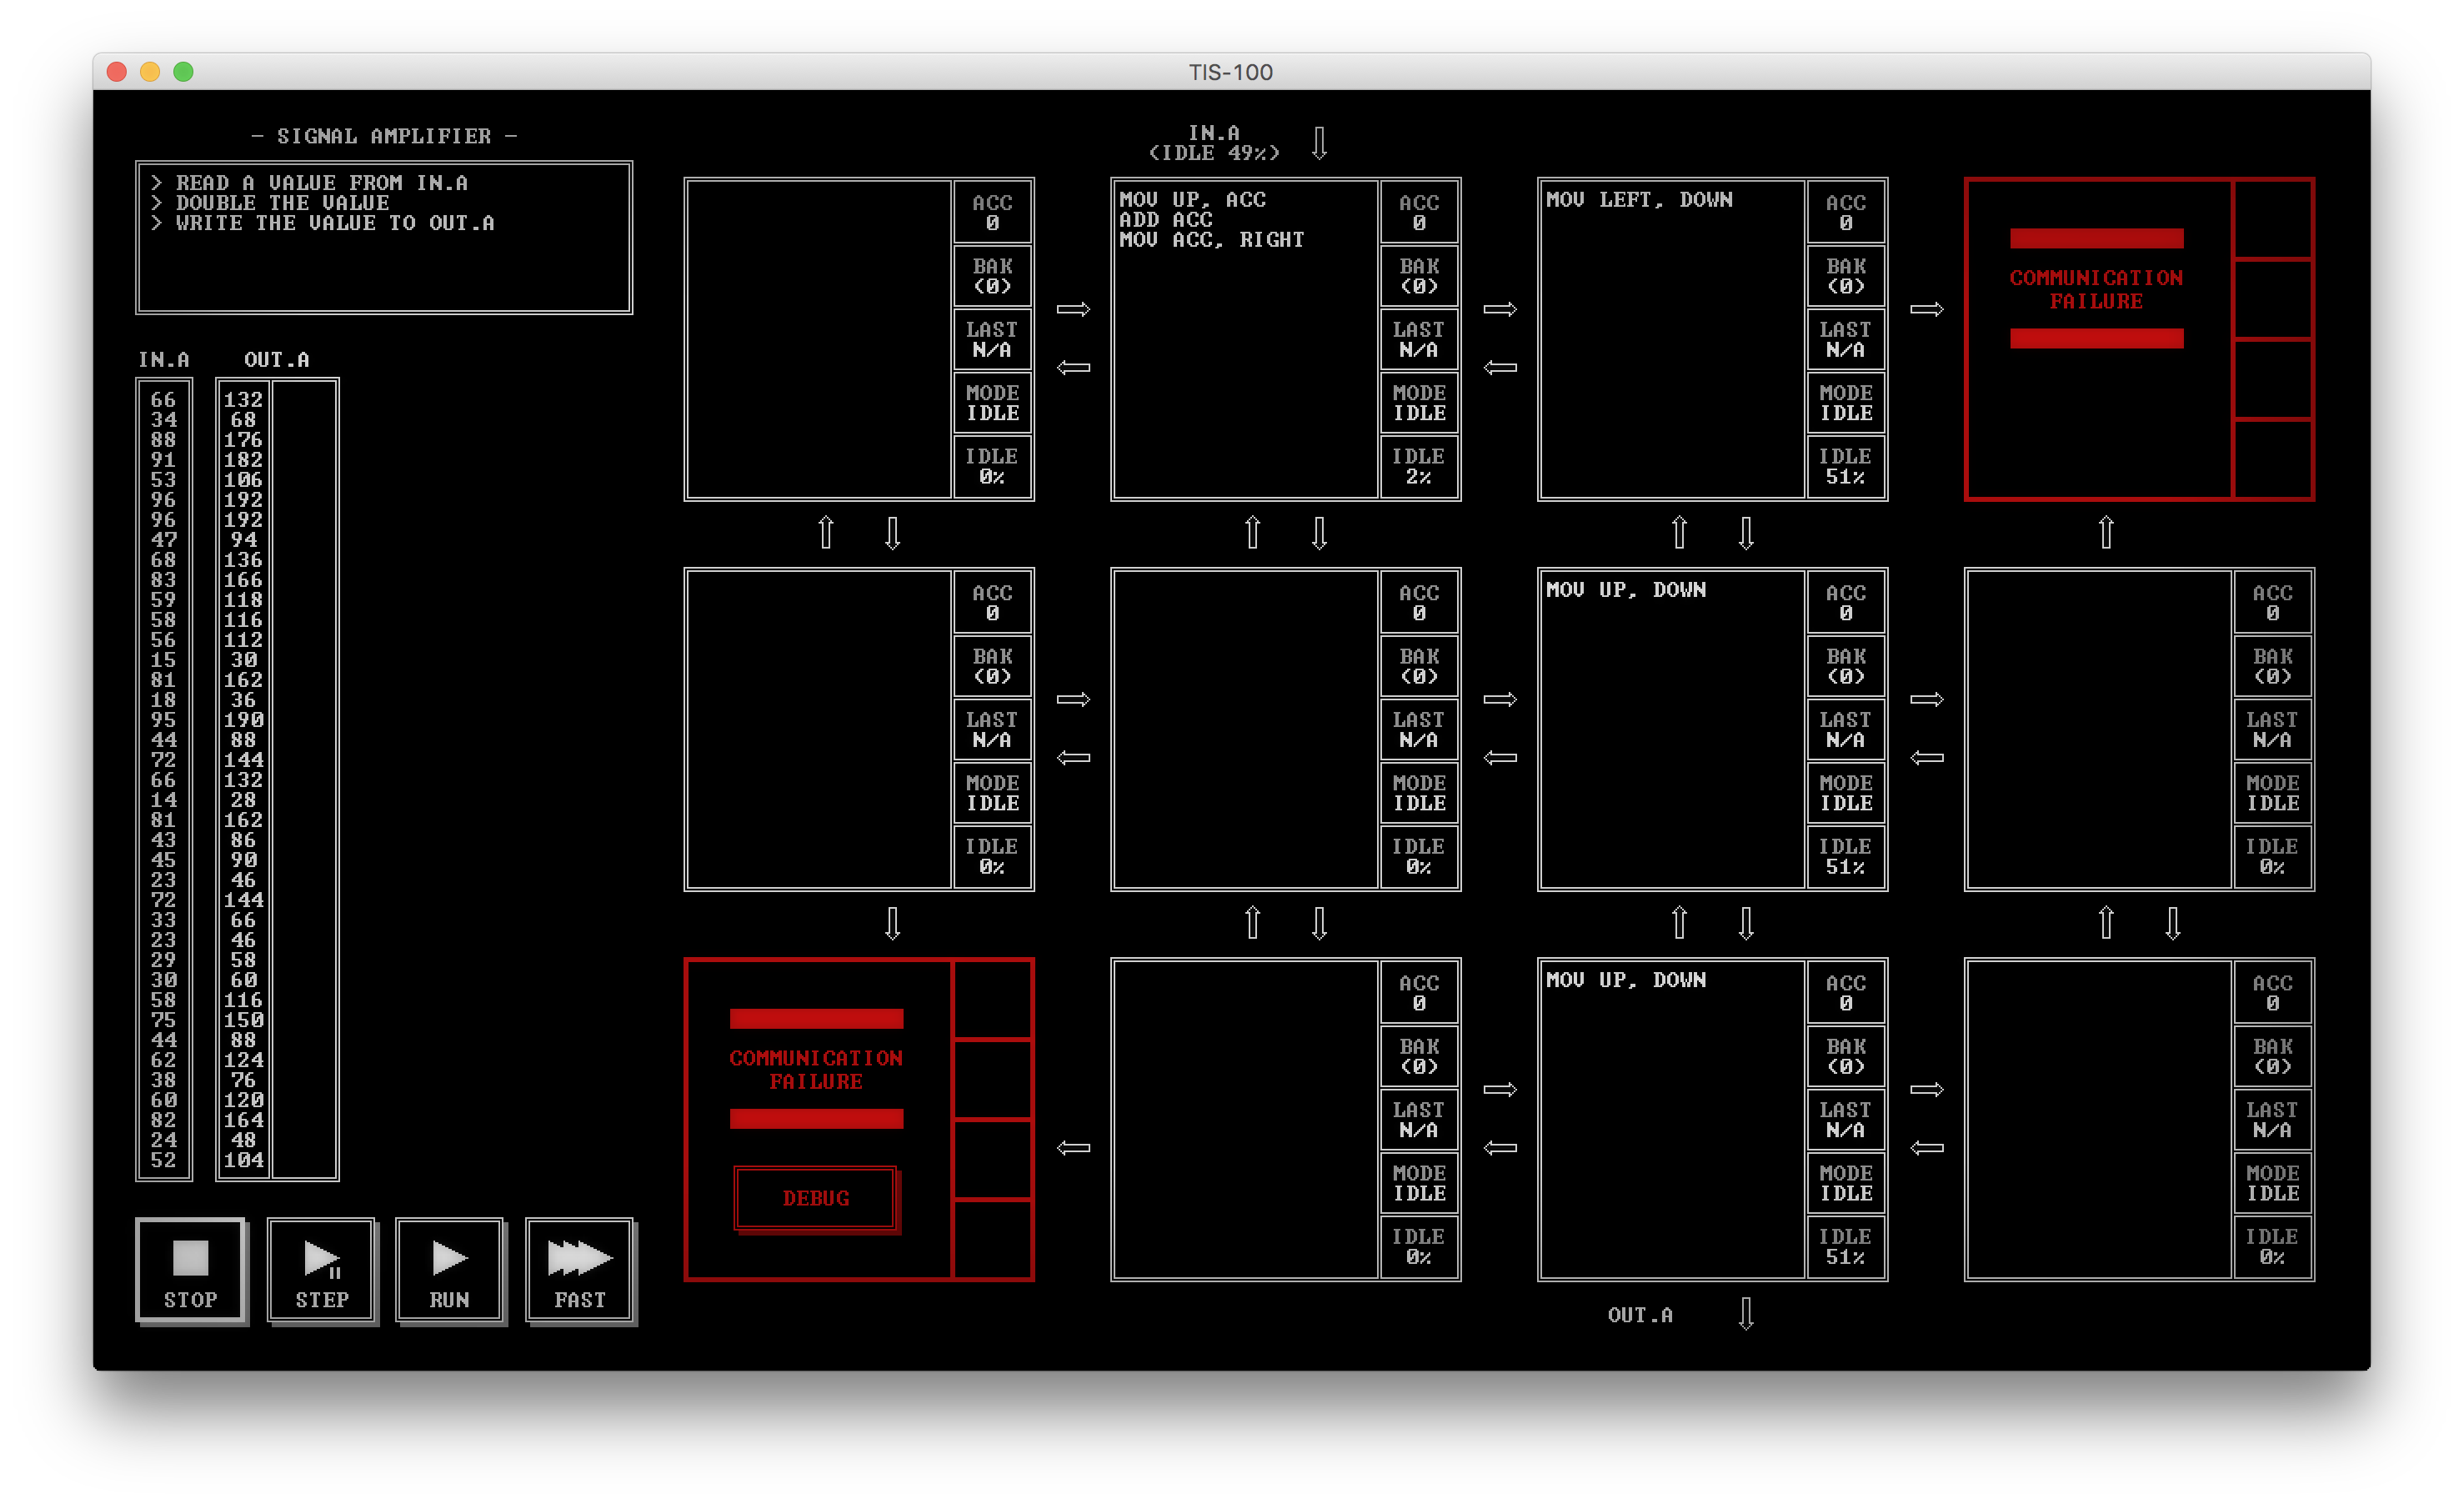 TIS-100
- SIGNAL AMPLIFIER -
> READ A VALUE FROM IN.A
> DOUBLE THE VALUE
> WRITE THE VALUE TO OUT.A
IN.A OUT.A
66 132
34 68
88 176
91 182
53 106
96 192
96 192
47 94
68 136
83 166
59 118
58 116
56 112
15 30
81 162
18 36
95 190
44 88
72 144
66 132
14 28
81 162
43 86
45 90
23 46
72 144
33 66
23 46
29 58
30 60
58 116
75 150
44 88
62 124
38 76
60 120
82 164
24 48
52 104
STOP
STEP
RUN
FAST
IN.A
(IDLE 49%)
ACC
0
BAK
(0)
LAST
N/A
MODE
IDLE
IDLE
0%
MOV UP, ACC
ADD ACC
MOV ACC, RIGHT
ACC
0
BAK
(0)
LAST
N/A
MODE
IDLE
IDLE
2%
MOV LEFT, DOWN
ACC
0
BAK
(0)
LAST
N/A
MODE
IDLE
IDLE
51%
COMMUNICATION
FAILURE
ACC
0
BAK
(0)
LAST
N/A
MODE
IDLE
IDLE
0%
ACC
0
BAK
(0)
LAST
N/A
MODE
IDLE
IDLE
0%
MOV UP, DOWN
ACC
0
BAK
(0)
LAST
N/A
MODE
IDLE
IDLE
51%
ACC
0
BAK
(0)
LAST
N/A
MODE
IDLE
IDLE
0%
COMMUNICATION
FAILURE
DEBUG
ACC
0
BAK
(0)
LAST
N/A
MODE
IDLE
IDLE
0%
MOV UP, DOWN
ACC
0
BAK
(0)
LAST
N/A
MODE
IDLE
IDLE
51%
ACC
0
BAK
(0)
LAST
N/A
MODE
IDLE
IDLE
0%
OUT.A